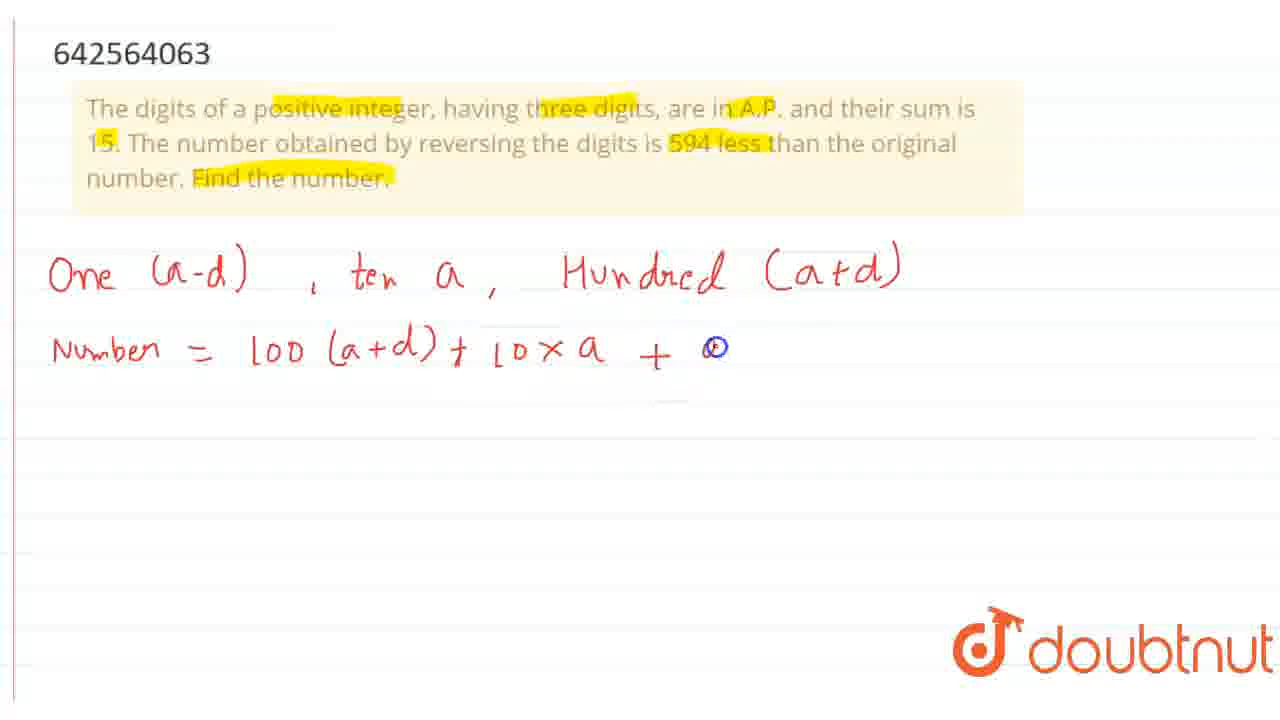 642564063
The digits of a positive integer, having three digits, are in A.P. and their sum is
15. The number obtained by reversing the digits is 594 less than the original
number. Find the number.
One (a-d) , ten a, Hundred (a+d)
Number = 100 (a+d) + 10 × a +
doubtnut